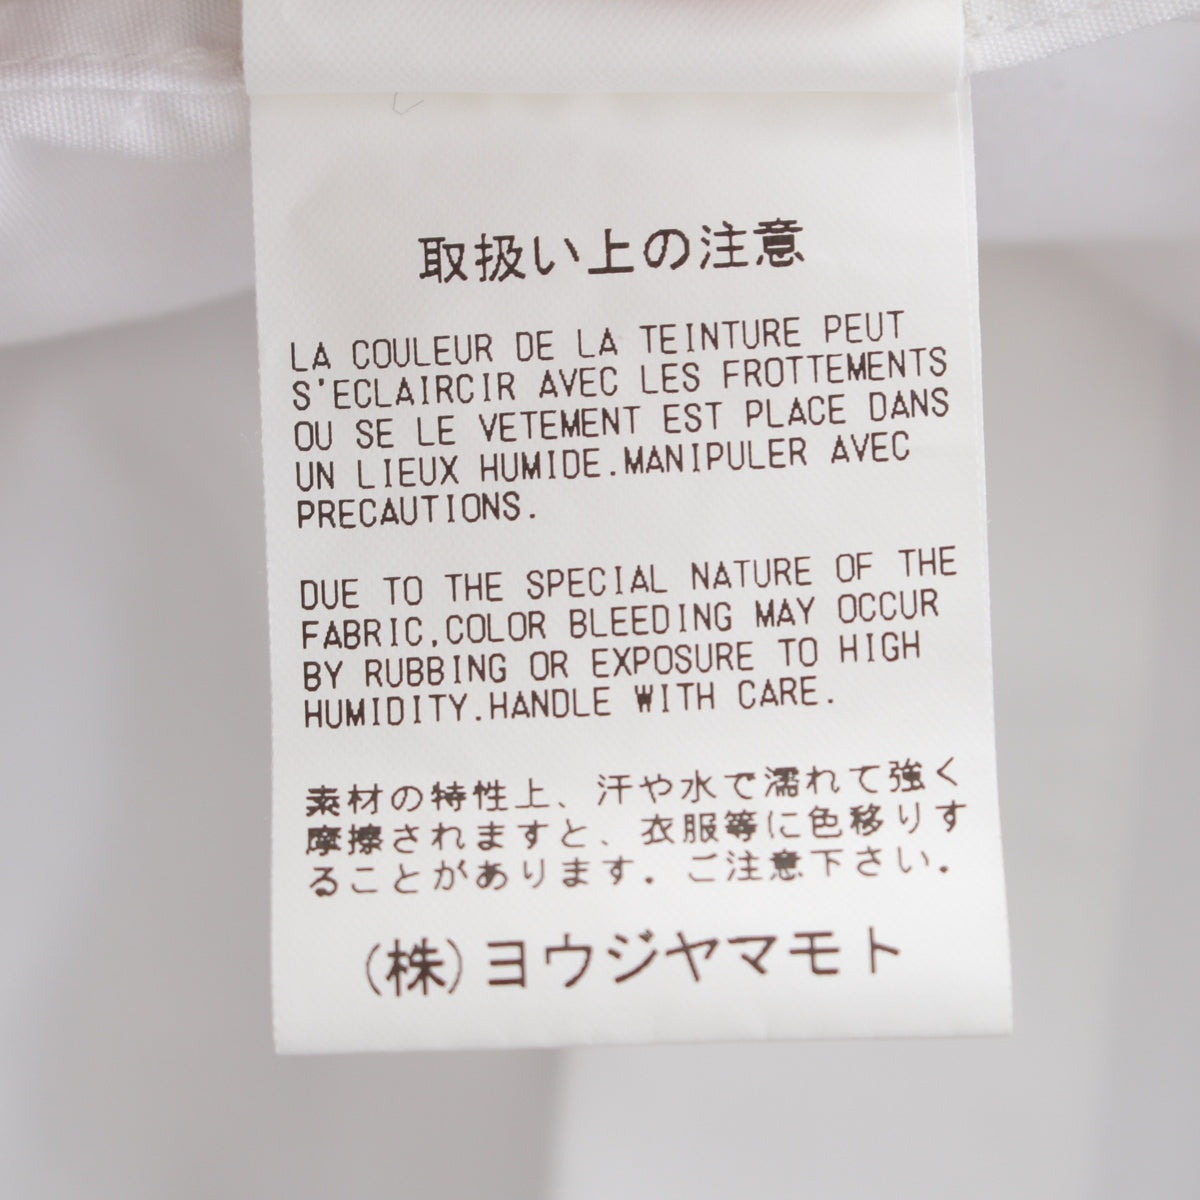 取扱い上の注意
LA COULEUR DE LA TEINTURE PEUT
S'ECLAIRCIR AVEC LES FROTTEMENTS
OU SE LE VETEMENT EST PLACE DANS
UN LIEUX HUMIDE.MANIPULER AVEC
PRECAUTIONS.
DUE TO THE SPECIAL NATURE OF THE
FABRIC,COLOR BLEEDING MAY OCCUR
BY RUBBING OR EXPOSURE TO HIGH
HUMIDITY.HANDLE WITH CARE.
素材の特性上、汗や水で濡れて強く
摩擦されますと、衣服等に色移りす
ることがあります．ご注意下さい．
(株)ヨウジヤマモト